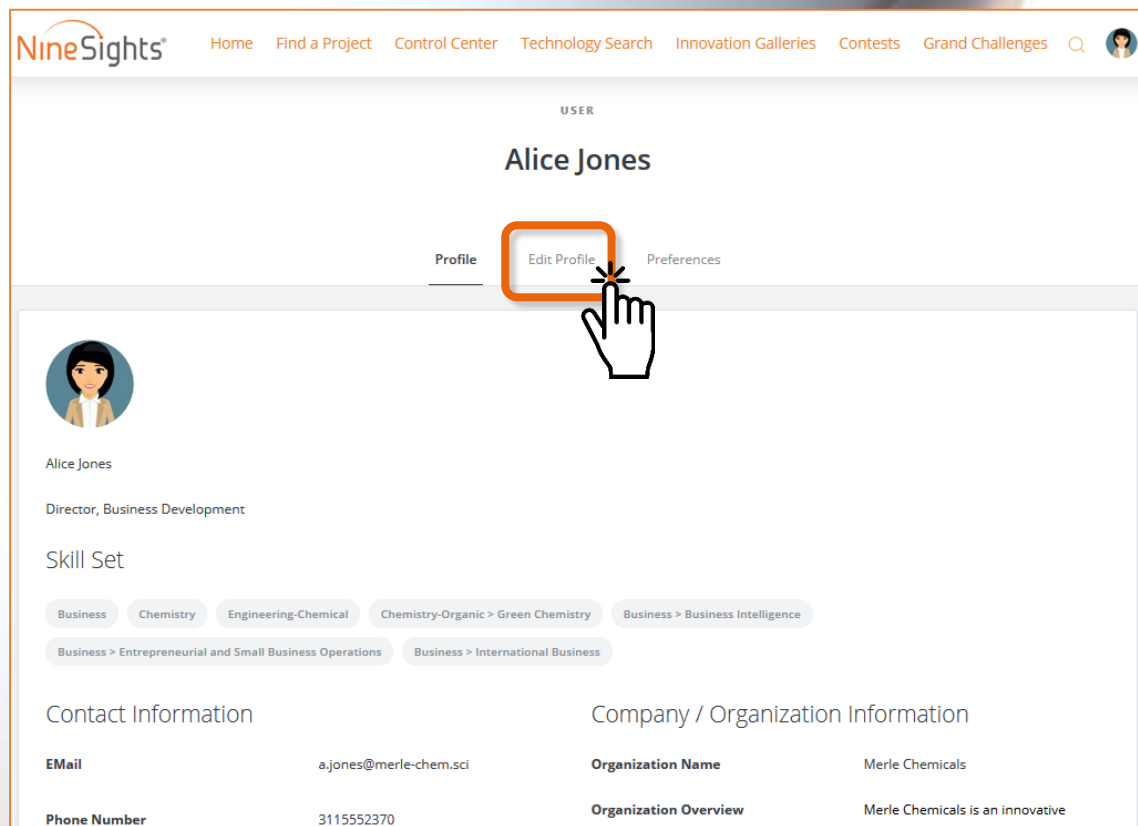 NineSights® Home Find a Project Control Center Technology Search Innovation Galleries Contests Grand Challenges
USER
Alice Jones
Profile Edit Profile Preferences
Alice Jones
Director, Business Development
Skill Set
Business Chemistry Engineering-Chemical Chemistry-Organic > Green Chemistry Business > Business Intelligence
Business > Entrepreneurial and Small Business Operations Business > International Business
Contact Information Company / Organization Information
EMail a.jones@merle-chem.sci Organization Name Merle Chemicals
Phone Number 3115552370 Organization Overview Merle Chemicals is an innovative